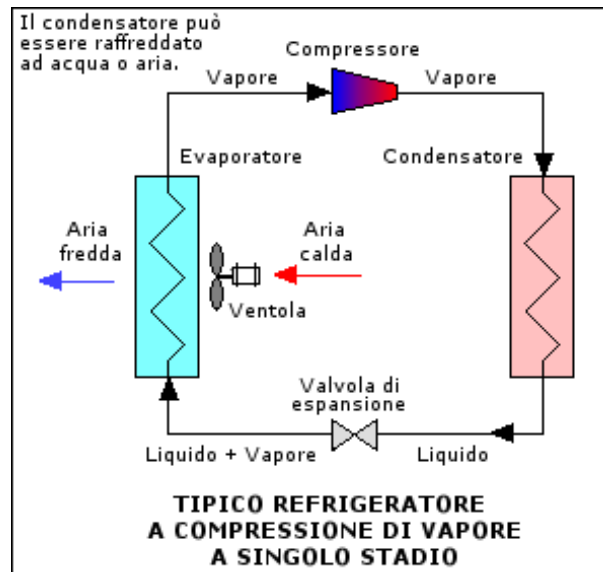 Il condensatore può
essere raffreddato
ad acqua o aria.
Compressore
Vapore
Vapore
Evaporatore
Condensatore
Aria
fredda
Aria
calda
Ventola
Valvola di
espansione
Liquido + Vapore
Liquido
TIPICO REFRIGERATORE
A COMPRESSIONE DI VAPORE
A SINGOLO STADIO